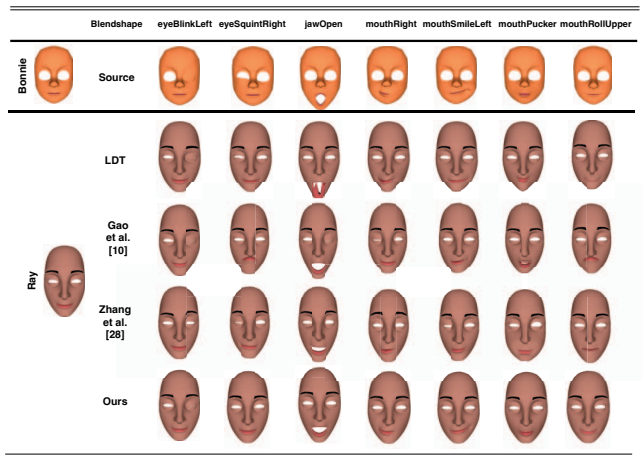 Blendshape eyeBlinkLeft eyeSquintRight jawOpen mouthRight mouthSmileLeft mouthPucker mouthRollUpper
Bonnie
Source
Ray
LDT
Gao
et al.
[10]
Zhang
et al.
[28]
Ours